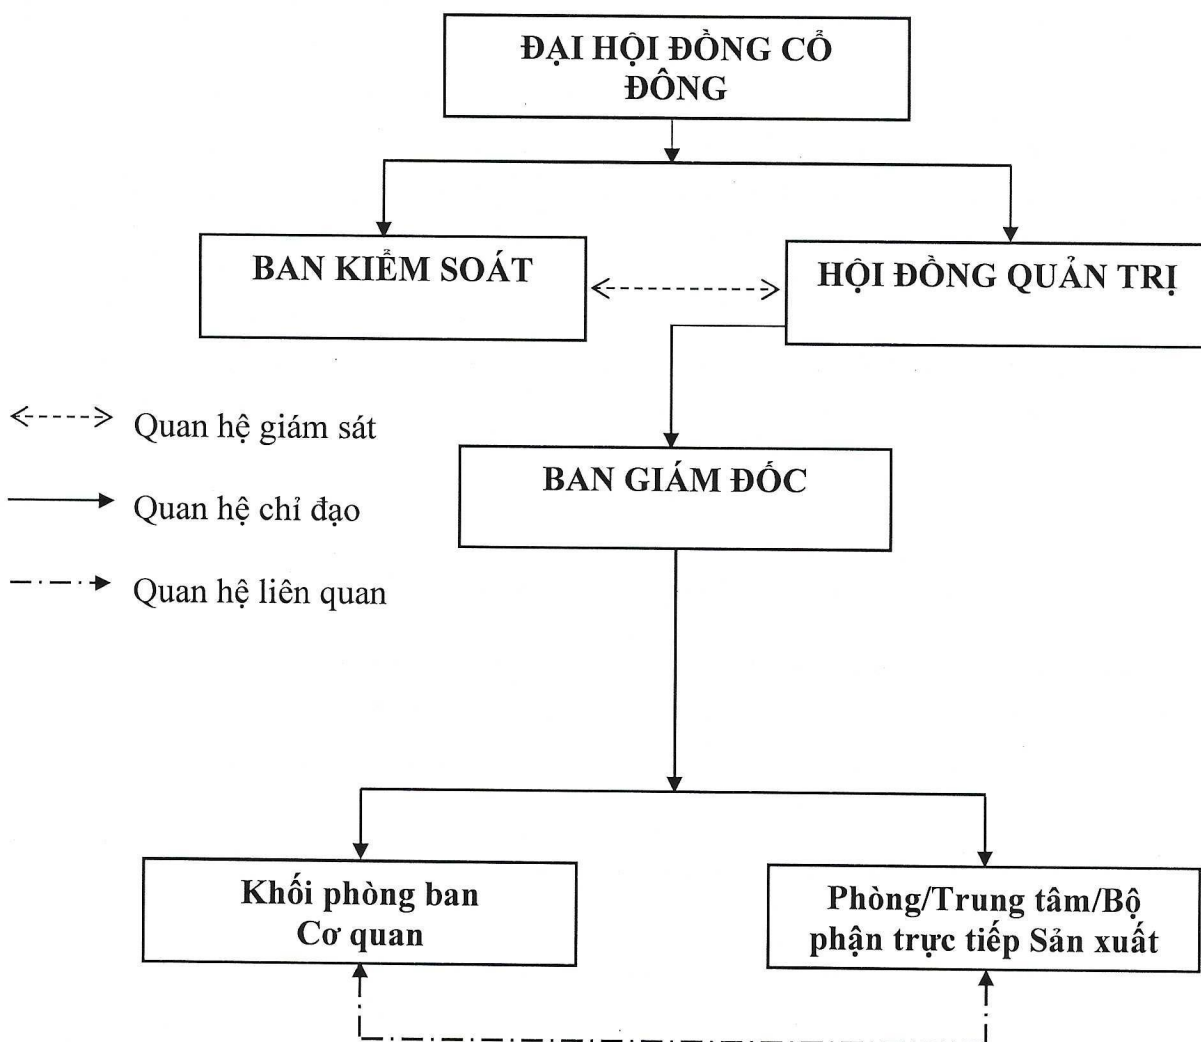 ĐẠI HỘI ĐỒNG CỔ
ĐÔNG
BAN KIỂM SOÁT
HỘI ĐỒNG QUẢN TRỊ
Quan hệ giám sát
BAN GIÁM ĐỐC
Quan hệ chỉ đạo
Quan hệ liên quan
Khối phòng ban
Cơ quan
Phòng/Trung tâm/Bộ
phận trực tiếp Sản xuất